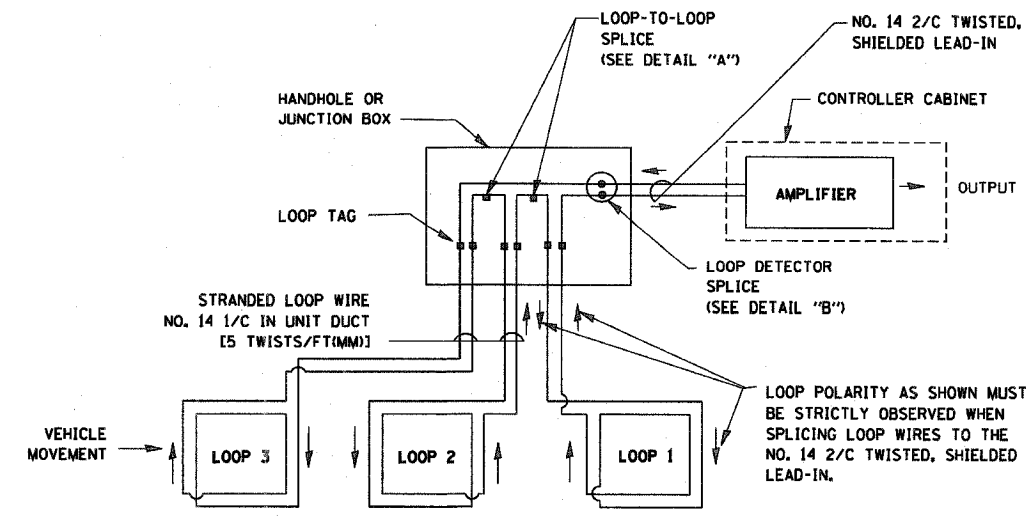 LOOP-TO-LOOP
SPLICE
(SEE DETAIL "A")
NO. 14 2/C TWISTED,
SHIELDED LEAD-IN
HANDHOLE OR
JUNCTION BOX
CONTROLLER CABINET
AMPLIFIER
OUTPUT
LOOP TAG
LOOP DETECTOR
SPLICE
(SEE DETAIL "B")
STRANDED LOOP WIRE
NO. 14 1/C IN UNIT DUCT
[5 TWISTS/FT(MM)]
LOOP POLARITY AS SHOWN MUST
BE STRICTLY OBSERVED WHEN
SPLICING LOOP WIRES TO THE
NO. 14 2/C TWISTED, SHIELDED
LEAD-IN.
VEHICLE
MOVEMENT
LOOP 3
LOOP 2
LOOP 1